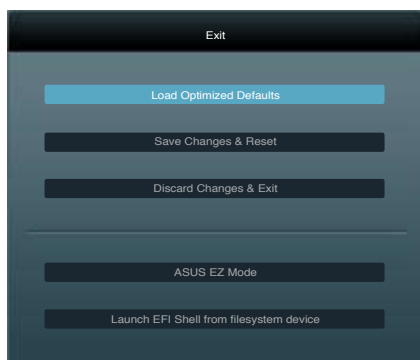 Exit
Load Optimized Defaults
Save Changes & Reset
Discard Changes & Exit
ASUS EZ Mode
Launch EFI Shell from filesystem device